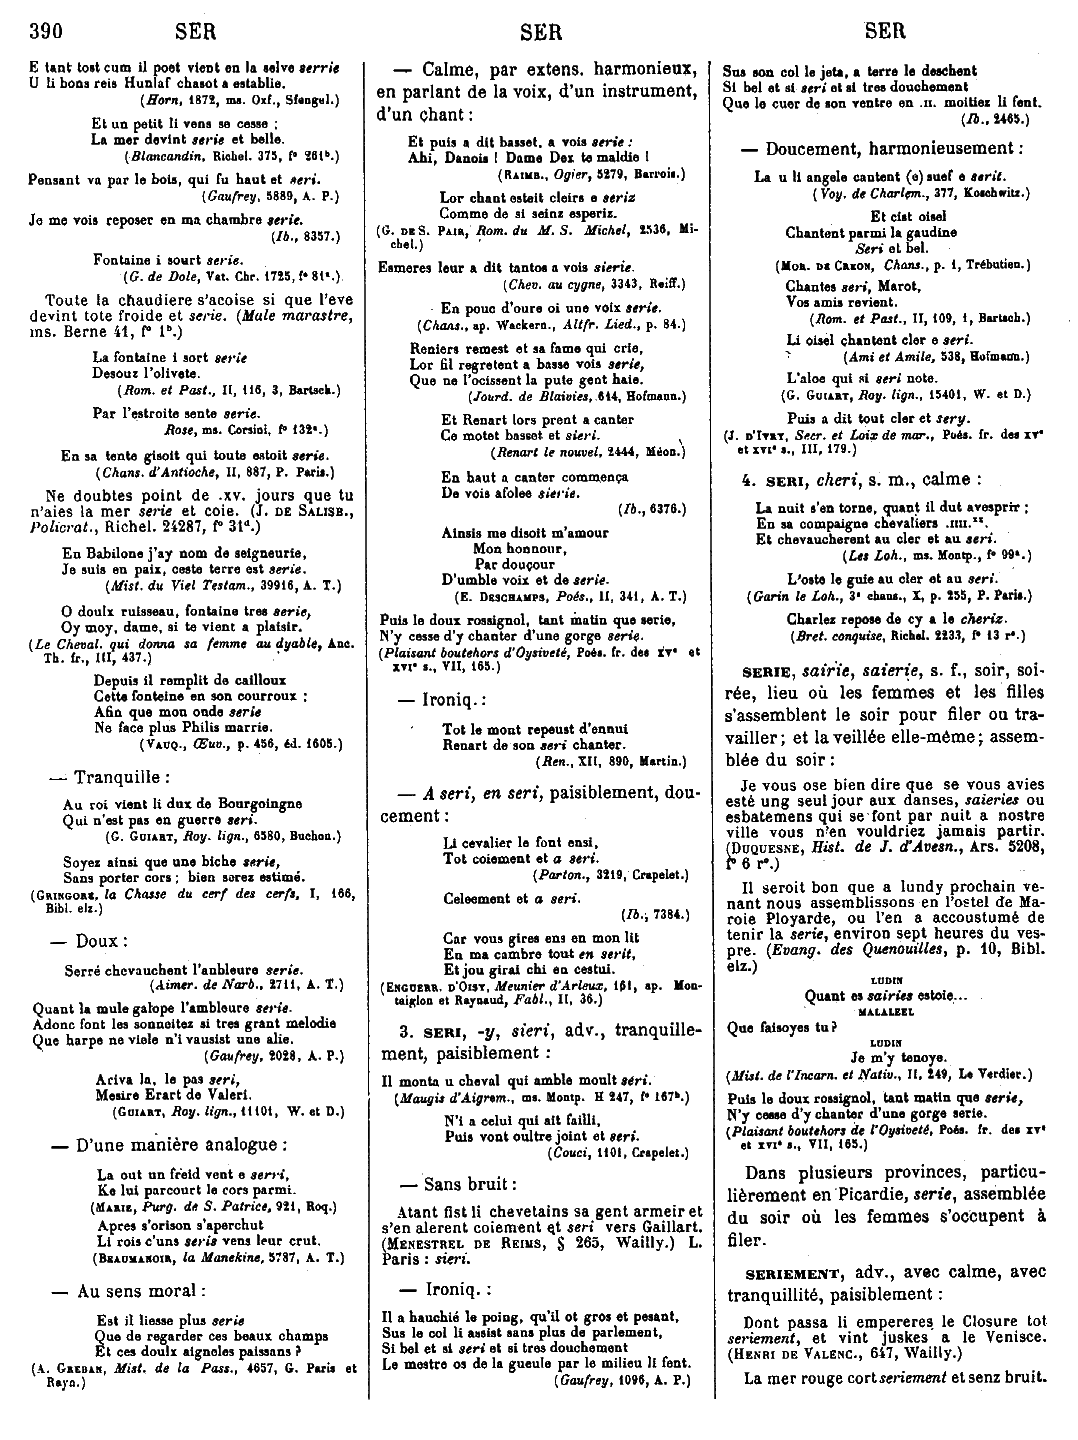 390 SER SER SER
E tant tost cum il poet vient en la selve serrie
U li bons reis Hunlaf chasot a establie.
(Horn, 1872, ms. Oxf., Stengel.)
Et un petit li vens se cesse ;
La mer devint serie et belle.
(Blancandin, Richel. 375, fº 261ᵇ.)
Pensant va par le bois, qui fu haut et seri.
(Gaufrey, 5889, A. P.)
Je me vois reposer en ma chambre serie.
(Ib., 8357.)
Fontaine i sourt serie.
(G. de Dole, Vat. Chr. 1725, fº 81ᵃ.)
Toute la chaudiere s'acoise si que l'eve
devint tote froide et serie. (Male marastre,
ms. Berne 41, fº 1ᵇ.)
La fontaine i sort serie
Desouz l'olivete.
(Rom. et Past., II, 116, 3, Bartsch.)
Par l'estroite sente serie.
Rose, ms. Corsini, fº 132ᵃ.)
En sa tente gisoit qui toute estoit serie.
(Chans. d'Antioche, II, 887, P. Paris.)
Ne doubtes point de .xv. jours que tu
n'aies la mer serie et coie. (J. DE SALISB.,
Policrat., Richel. 24287, fº 31ᵈ.)
En Babilone j'ay nom de seigneurie,
Je suis en paix, ceste terre est serie.
(Mist. du Viel Testam., 39916, A. T.)
O doulx ruisseau, fontaine tres serie,
Oy moy, dame, si te vient a plaisir.
(Le Cheval. qui donna sa femme au dyable, Anc.
Th. fr., III, 437.)
Depuis il remplit de cailloux
Cette fonteine en son courroux ;
Afin que mon onde serie
Ne face plus Philis marrie.
(VAUQ., Œuv., p. 456, éd. 1605.)
— Tranquille :
Au roi vient li dux de Bourgoingne
Qui n'est pas en guerre seri.
(G. GUIART, Roy. lign., 6580, Buchon.)
Soyez ainsi que une biche serie,
Sans porter cors ; bien serez estimé.
(GRINGORE, la Chasse du cerf des cerfs, I, 166,
Bibl. elz.)
— Doux :
Serré chevauchent l'anbleure serie.
(Aimer. de Narb., 2711, A. T.)
Quant la mule galope l'ambleure serie.
Adonc font les sonneitez si tres grant melodie
Que harpe ne viele n'i vausist une alie.
(Gaufrey, 2028, A. P.)
Ariva la, le pas seri,
Mesire Erart de Valeri.
(GUIART, Roy. lign., 11101, W. et D.)
— D'une manière analogue :
La out un freid vent e serri,
Ke lui parcourt le cors parmi.
(MARIE, Purg. de S. Patrice, 921, Roq.)
Apres s'orison s'aperchut
Li rois c'uns seris vens leur crut.
(BEAUMANOIR, la Manekine, 5787, A. T.)
— Au sens moral :
Est il liesse plus serie
Que de regarder ces beaux champs
Et ces doulx aigneles paissans ?
(A. GREBAN, Mist. de la Pass., 4657, G. Paris et
Rayn.)
— Calme, par extens. harmonieux,
en parlant de la voix, d'un instrument,
d'un chant :
Et puis a dit basset, a vois serie :
Ahi, Danois ! Dame Dex te maldie !
(RAIMB., Ogier, 5279, Barrois.)
Lor chant esteit cleirs e seriz
Comme de si seinz esperiz.
(G. DE S. PAIR, Rom. du M. S. Michel, 2536, Mi-
chel.)
Esmeres leur a dit tantos a vois sierie.
(Chev. au cygne, 3343, Reiff.)
En pouc d'oure oi une voix serie.
(Chans., ap. Wackern., Altfr. Lied., p. 84.)
Reniers remest et sa fame qui crie,
Lor fil regretent a basse vois serie,
Que ne l'ocissent la pute gent haie.
(Jourd. de Blaivies, 614, Hofmann.)
Et Renart lors prent a canter
Ce motet basset et sieri.
(Renart le nouvel, 2444, Méon.)
En haut a canter commença
De vois afolee sierie.
(Ib., 6376.)
Ainsis me disoit m'amour
Mon honnour,
Par douçour
D'umble voix et de serie.
(E. DESCHAMPS, Poés., II, 341, A. T.)
Puis le doux rossignol, tant matin que serie,
N'y cesse d'y chanter d'une gorge serie.
(Plaisant boutehors d'Oysiveté, Poés. fr. des XVᵉ et
XVIᵉ s., VII, 165.)
— Ironiq. :
Tot le mont repeust d'ennui
Renart de son seri chanter.
(Ren., XII, 890, Martin.)
— A seri, en seri, paisiblement, dou-
cement :
Li cevalier le font ensi,
Tot coiement et a seri.
(Parton., 3219, Crapelet.)
Celeement et a seri.
(Ib., 7384.)
Car vous gires ens en mon lit
En ma cambre tout en serit,
Et jou girai chi en cestui.
(ENGUERR. D'OISY, Meunier d'Arleux, 161, ap. Mon-
taiglon et Raynaud, Fabl., II, 36.)
3. SERI, -y, sieri, adv., tranquille-
ment, paisiblement :
Il monta u cheval qui amble moult séri.
(Maugis d'Aigrem., ms. Montp. H 247, fº 167ᵇ.)
N'i a celui qui ait failli,
Puis vont oultre joint et seri.
(Couci, 1101, Crapelet.)
— Sans bruit :
Atant fist li chevetains sa gent armeir et
s'en alerent coiement et seri vers Gaillart.
(MENESTREL DE REIMS, § 265, Wailly.) L.
Paris : sieri.
— Ironiq. :
Il a hauchié le poing, qu'il ot gros et pesant,
Sus le col li assist sans plus de parlement,
Si bel et si seri et si tres douchement
Le mestre os de la gueule par le milieu li fent.
(Gaufrey, 1096, A. P.)
Sus son col le jeta, a terre le deschent
Si bel et si seri et si tres douchement
Que le cuer de son ventre en .II. moitiez li fent.
(Ib., 2465.)
— Doucement, harmonieusement :
La u li angele cantent (e) suef e serit.
(Voy. de Charlem., 377, Koschwitz.)
Et cist oisel
Chantent parmi la gaudine
Seri et bel.
(MOR. DE CREON, Chans., p. 1, Trébutien.)
Chantes seri, Marot,
Vos amis revient.
(Rom. et Past., II, 109, 1, Bartsch.)
Li oisel chantent cler e seri.
(Ami et Amile, 538, Hofmann.)
L'aloe qui si seri note.
(G. GUIART, Roy. lign., 15401, W. et D.)
Puis a dit tout cler et sery.
(J. D'IVRY, Secr. et Loix de mar., Poés. fr. des XVᵉ
et XVIᵉ s., III, 179.)
4. SERI, cheri, s. m., calme :
La nuit s'en torne, quant il dut avesprir ;
En sa compaigne chevaliers .IIII.ˣˣ.
Et chevaucherent au cler et au seri.
(Les Loh., ms. Montp., fº 99ᵃ.)
L'oste le guie au cler et au seri.
(Garin le Loh., 3ᵉ chans., X, p. 255, P. Paris.)
Charlez repose de cy a le cheriz.
(Bret. conquise, Richel. 2233, fº 13 rº.)
SERIE, sairie, saierie, s. f., soir, soi-
rée, lieu où les femmes et les filles
s'assemblent le soir pour filer ou tra-
vailler ; et la veillée elle-même ; assem-
blée du soir :
Je vous ose bien dire que se vous avies
esté ung seul jour aux danses, saieries ou
esbatemens qui se font par nuit a nostre
ville vous n'en vouldriez jamais partir.
(DUQUESNE, Hist. de J. d'Avesn., Ars. 5208,
fº 6 rº.)
Il seroit bon que a lundy prochain ve-
nant nous assemblissons en l'ostel de Ma-
roie Ployarde, ou l'en a accoustumé de
tenir la serie, environ sept heures du ves-
pre. (Evang. des Quenouilles, p. 10, Bibl.
elz.)
LUDIN
Quant es sairies estoie...
MALALEEL
Que faisoyes tu ?
LUDIN
Je m'y tenoye.
(Mist. de l'Incarn. et Nativ., II, 249, Le Verdier.)
Puis le doux rossignol, tant matin que serie,
N'y cesse d'y chanter d'une gorge serie.
(Plaisant boutehors de l'Oysiveté, Poés. fr. des XVᵉ
et XVIᵉ s., VII, 165.)
Dans plusieurs provinces, particu-
lièrement en Picardie, serie, assemblée
du soir où les femmes s'occupent à
filer.
SERIEMENT, adv., avec calme, avec
tranquillité, paisiblement :
Dont passa li empereres le Closure tot
seriement, et vint juskes a le Venisce.
(HENRI DE VALENC., 647, Wailly.)
La mer rouge cort seriement et senz bruit.